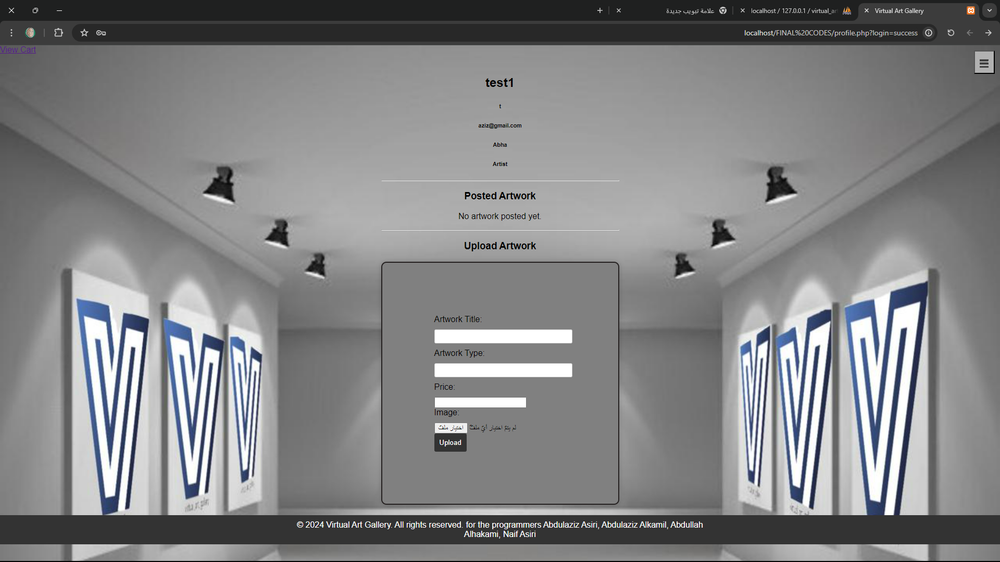 علامة تبويب جديدة
localhost / 127.0.0.1 / virtual_ar
Virtual Art Gallery
localhost/FINAL%20CODES/profile.php?login=success
View Cart
test1
t
aziz@gmail.com
Abha
Artist
Posted Artwork
No artwork posted yet.
Upload Artwork
Artwork Title:
Artwork Type:
Price:
Image:
اختيار ملفّ لم يتمّ اختيار أيّ ملفّ
Upload
© 2024 Virtual Art Gallery. All rights reserved. for the programmers Abdulaziz Asiri, Abdulaziz Alkamil, Abdullah
Alhakami, Naif Asiri